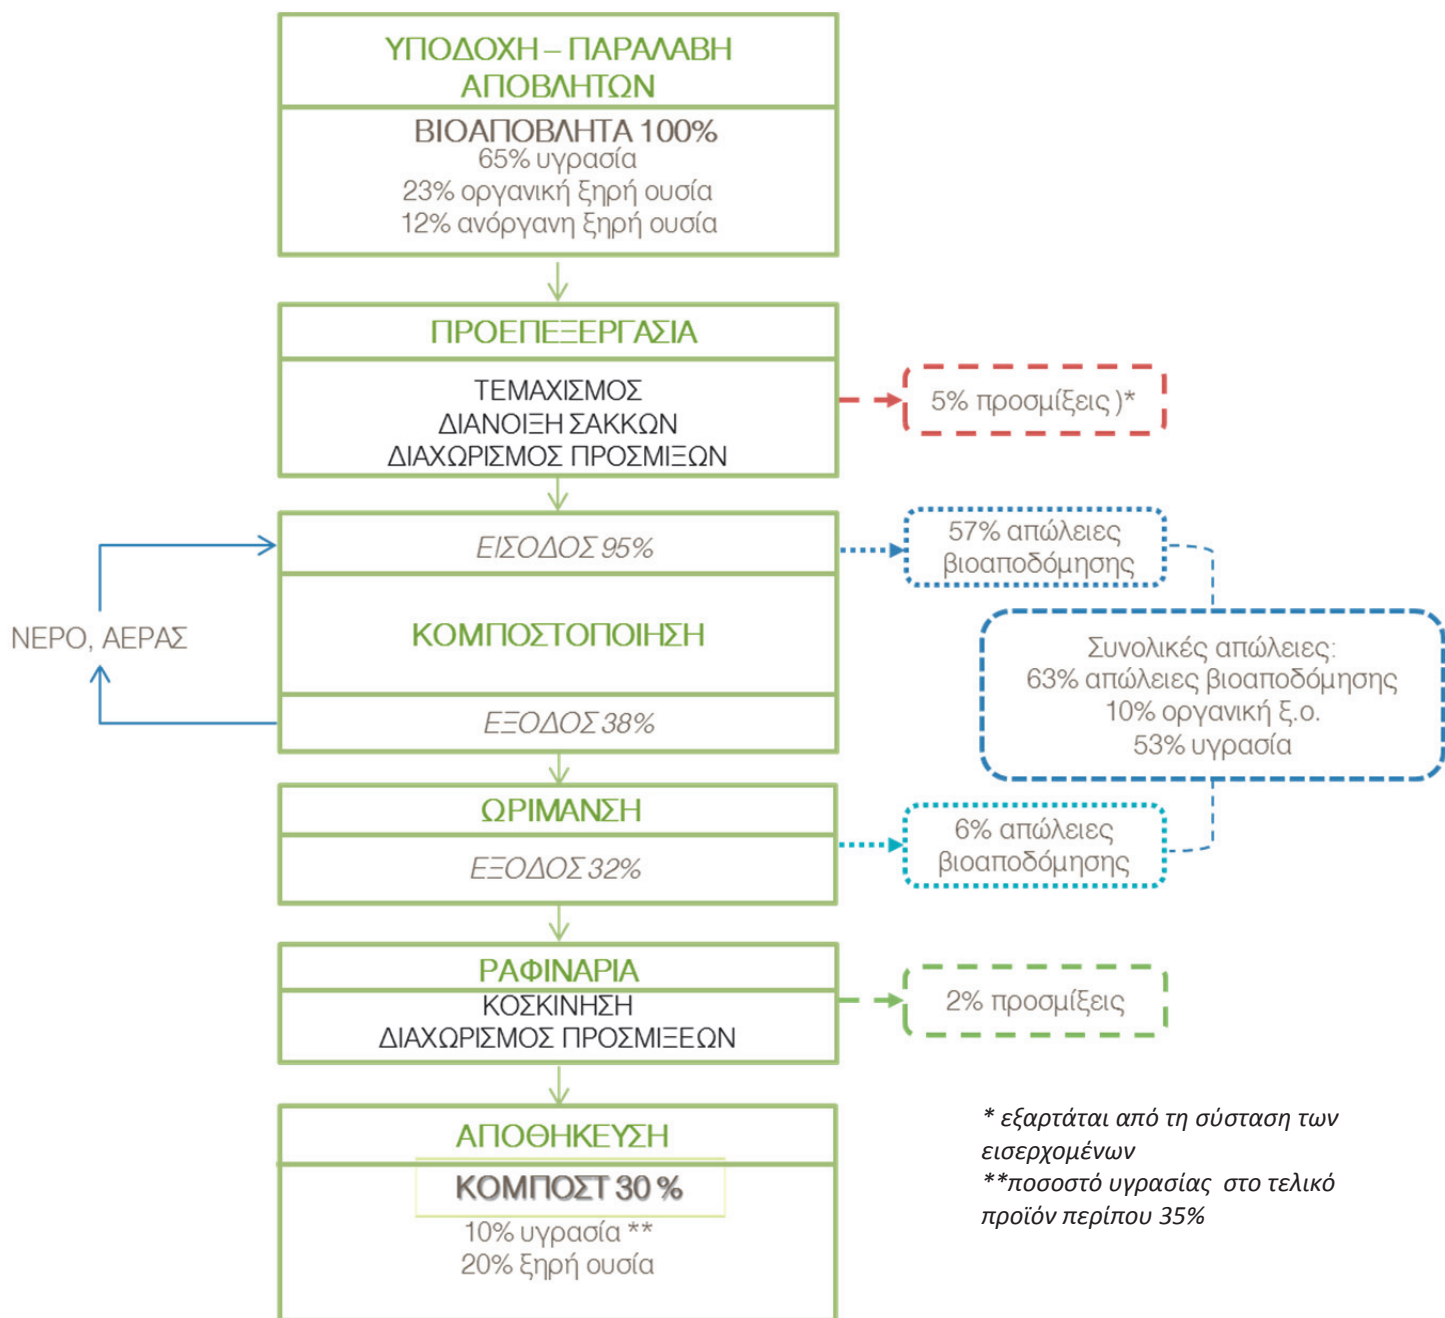 ΥΠΟΔΟΧΗ – ΠΑΡΑΛΑΒΗ
ΑΠΟΒΛΗΤΩΝ
ΒΙΟΑΠΟΒΛΗΤΑ 100%
65% υγρασία
23% οργανική ξηρή ουσία
12% ανόργανη ξηρή ουσία
ΠΡΟΕΠΕΞΕΡΓΑΣΙΑ
ΤΕΜΑΧΙΣΜΟΣ
ΔΙΑΝΟΙΞΗ ΣΑΚΚΩΝ
ΔΙΑΧΩΡΙΣΜΟΣ ΠΡΟΣΜΙΞΩΝ
5% προσμίξεις )*
ΕΙΣΟΔΟΣ 95%
57% απώλειες
βιοαποδόμησης
ΝΕΡΟ, ΑΕΡΑΣ
ΚΟΜΠΟΣΤΟΠΟΙΗΣΗ
Συνολικές απώλειες:
63% απώλειες βιοαποδόμησης
10% οργανική ξ.ο.
53% υγρασία
ΕΞΟΔΟΣ 38%
ΩΡΙΜΑΝΣΗ
ΕΞΟΔΟΣ 32%
6% απώλειες
βιοαποδόμησης
ΡΑΦΙΝΑΡΙΑ
ΚΟΣΚΙΝΗΣΗ
ΔΙΑΧΩΡΙΣΜΟΣ ΠΡΟΣΜΙΞΕΩΝ
2% προσμίξεις
ΑΠΟΘΗΚΕΥΣΗ
ΚΟΜΠΟΣΤ 30 %
10% υγρασία **
20% ξηρή ουσία
* εξαρτάται από τη σύσταση των
εισερχομένων
**ποσοστό υγρασίας στο τελικό
προϊόν περίπου 35%